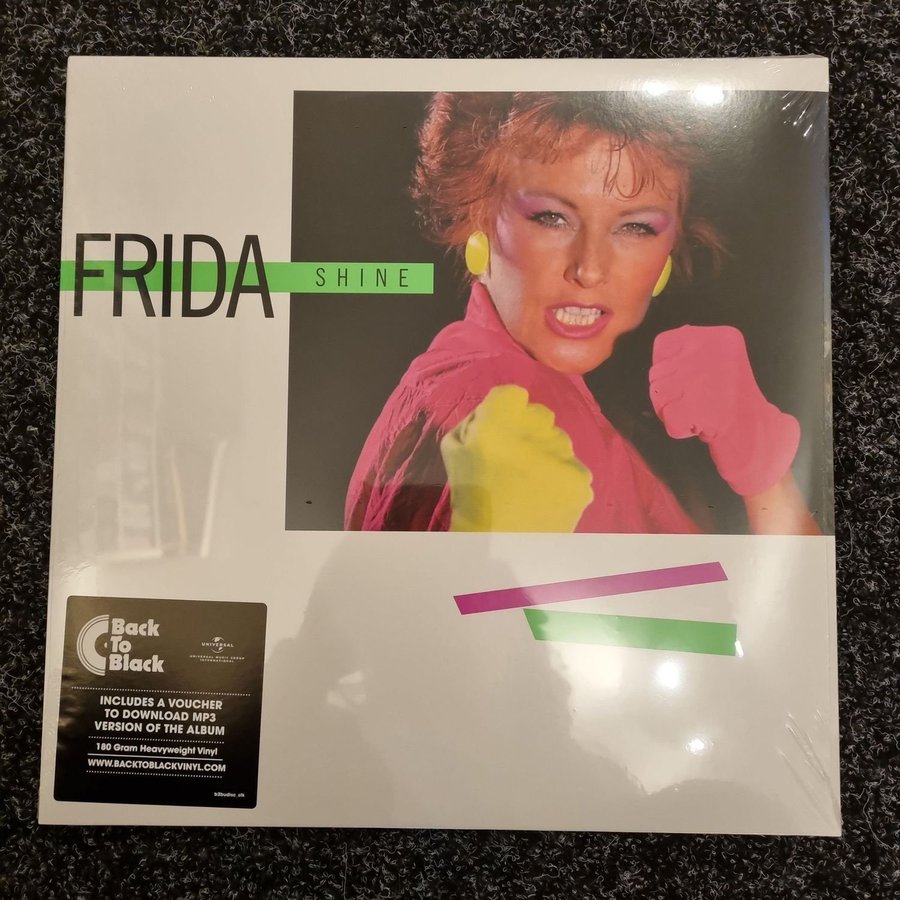 FRIDA
SHINE
Back
To
Black
UNIVERSAL
UNIVERSAL MUSIC GROUP
INTERNATIONAL
INCLUDES A VOUCHER
TO DOWNLOAD MP3
VERSION OF THE ALBUM
180 Gram Heavyweight Vinyl
WWW.BACKTOBLACKVINYL.COM